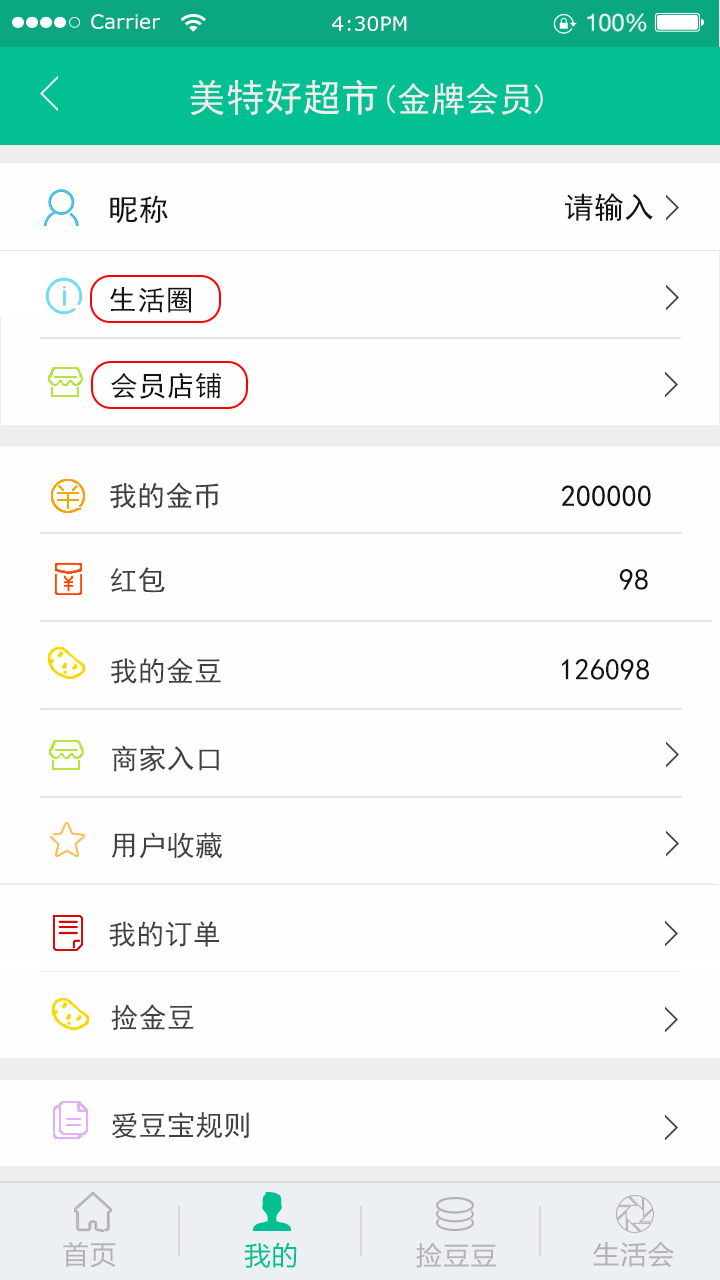 Carrier 4:30PM 100%
美特好超市(金牌会员)
昵称 请输入
生活圈
会员店铺
我的金币 200000
红包 98
我的金豆 126098
商家入口
用户收藏
我的订单
捡金豆
爱豆宝规则
首页 我的 捡豆豆 生活会